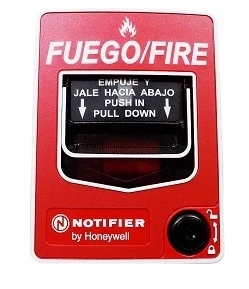 FUEGO/FIRE
EMPUJE Y
JALE HACIA ABAJO
PUSH IN
PULL DOWN
N NOTIFIER
by Honeywell